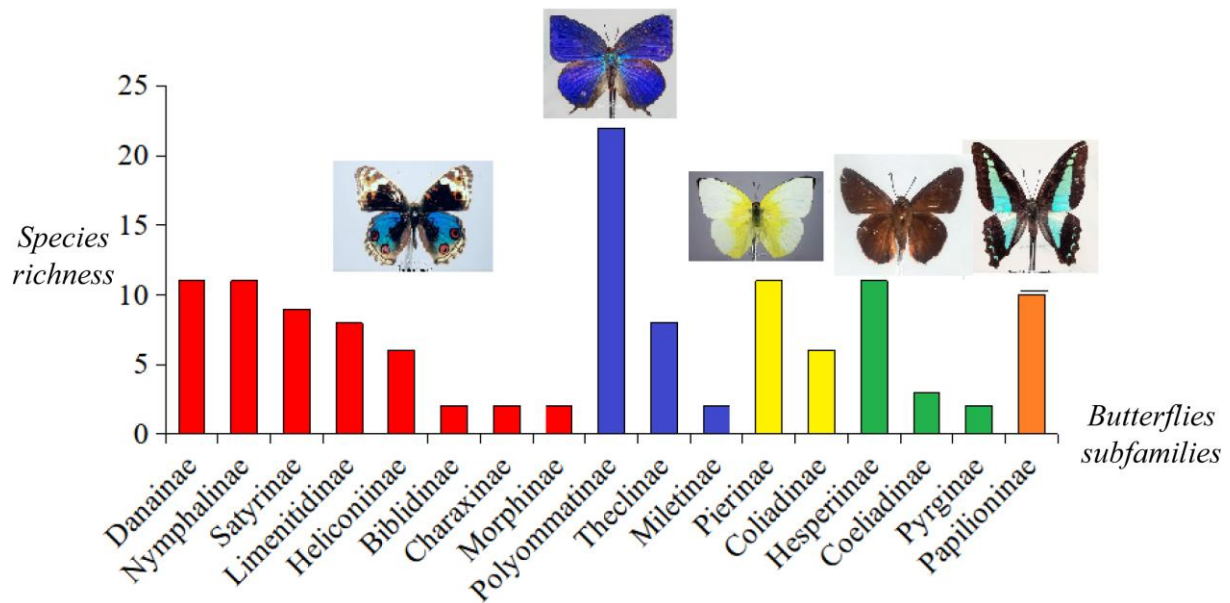 25
20
15
10
5
0
Species
richness
Danainae
Nymphalinae
Satyrinae
Limenitidinae
Heliconiinae
Biblidinae
Charaxinae
Morphinae
Polyommatinae
Theclinae
Miletinae
Pierinae
Coliadinae
Hesperiinae
Coeliadinae
Pyrginae
Papilioninae
Butterflies
subfamilies